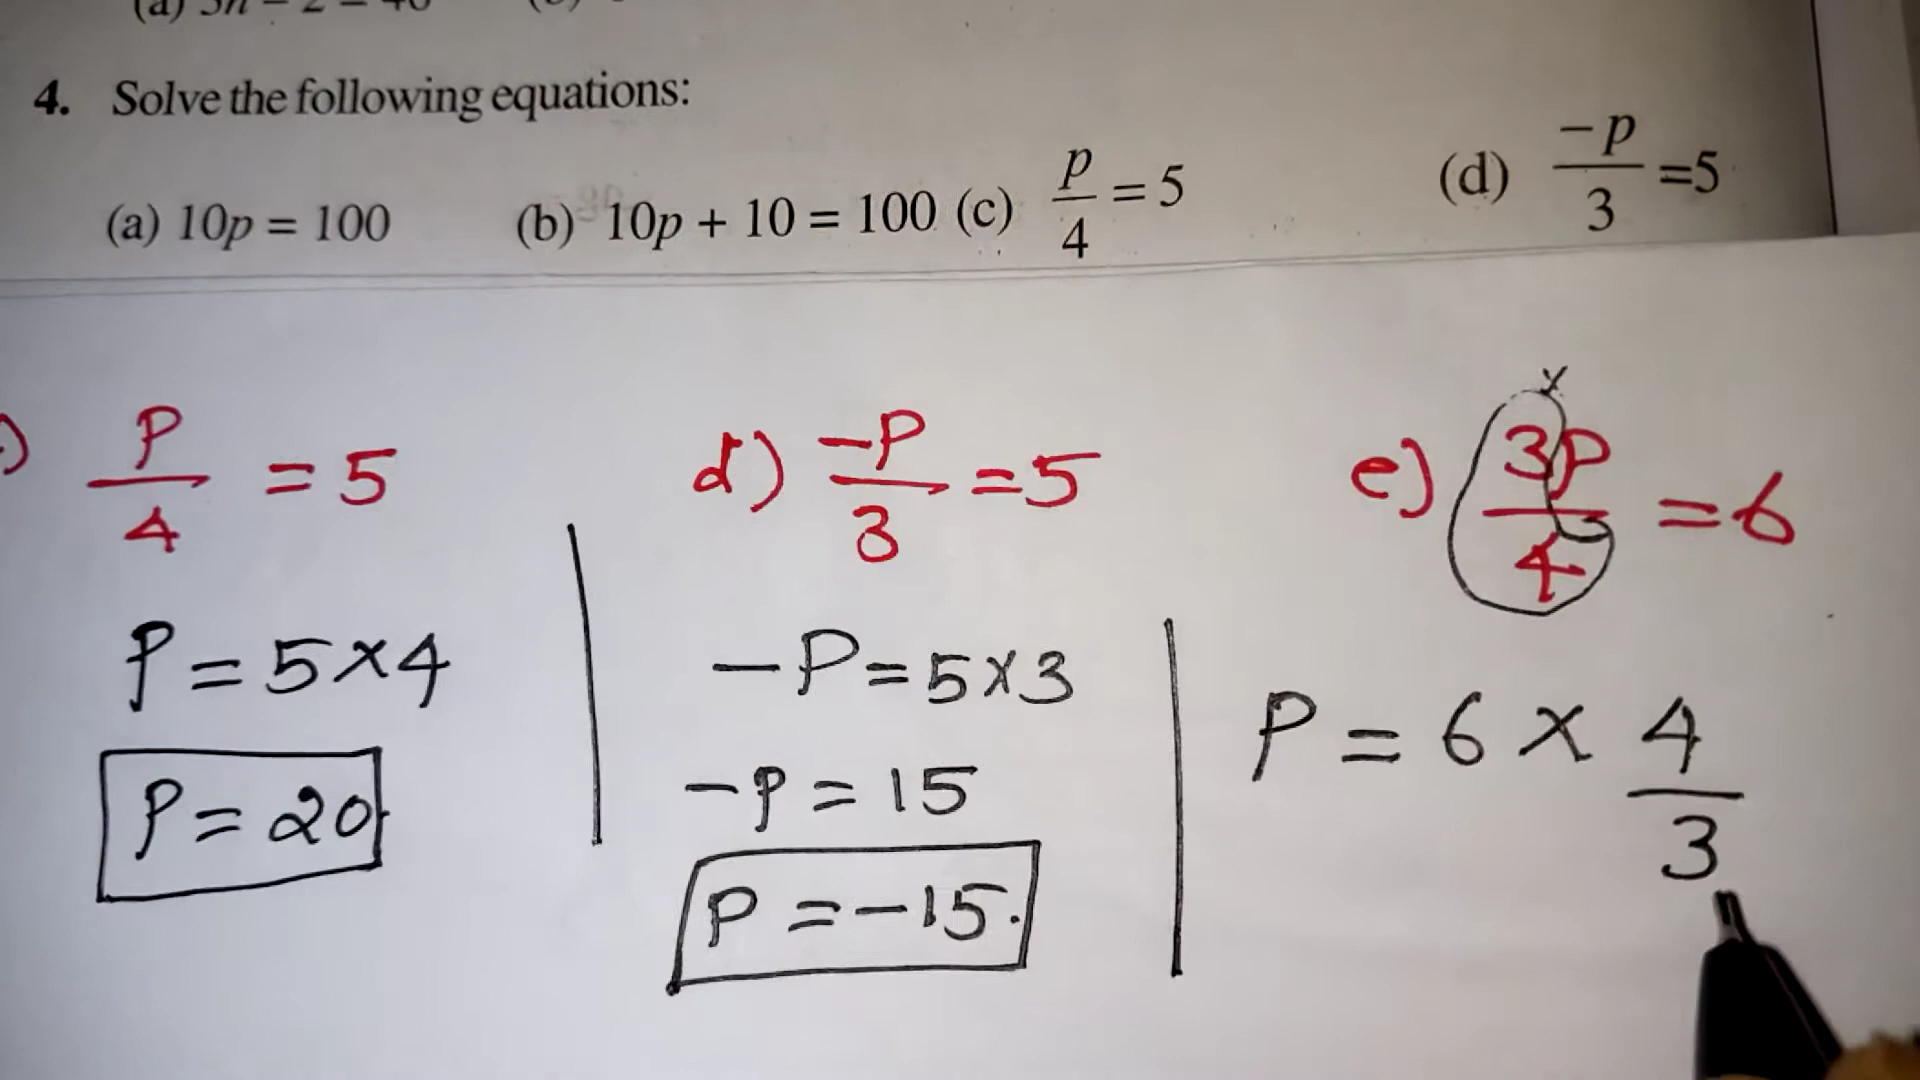 4. Solve the following equations:
(a) 10p = 100 (b) 10p + 10 = 100 (c) p/4 = 5 (d) -p/3 =5
) P/4 = 5
P = 5×4
P = 20
d) -P/3 =5
-P = 5×3
-P = 15
P = -15.
e) 3P/4 = 6
P = 6 × 4/3